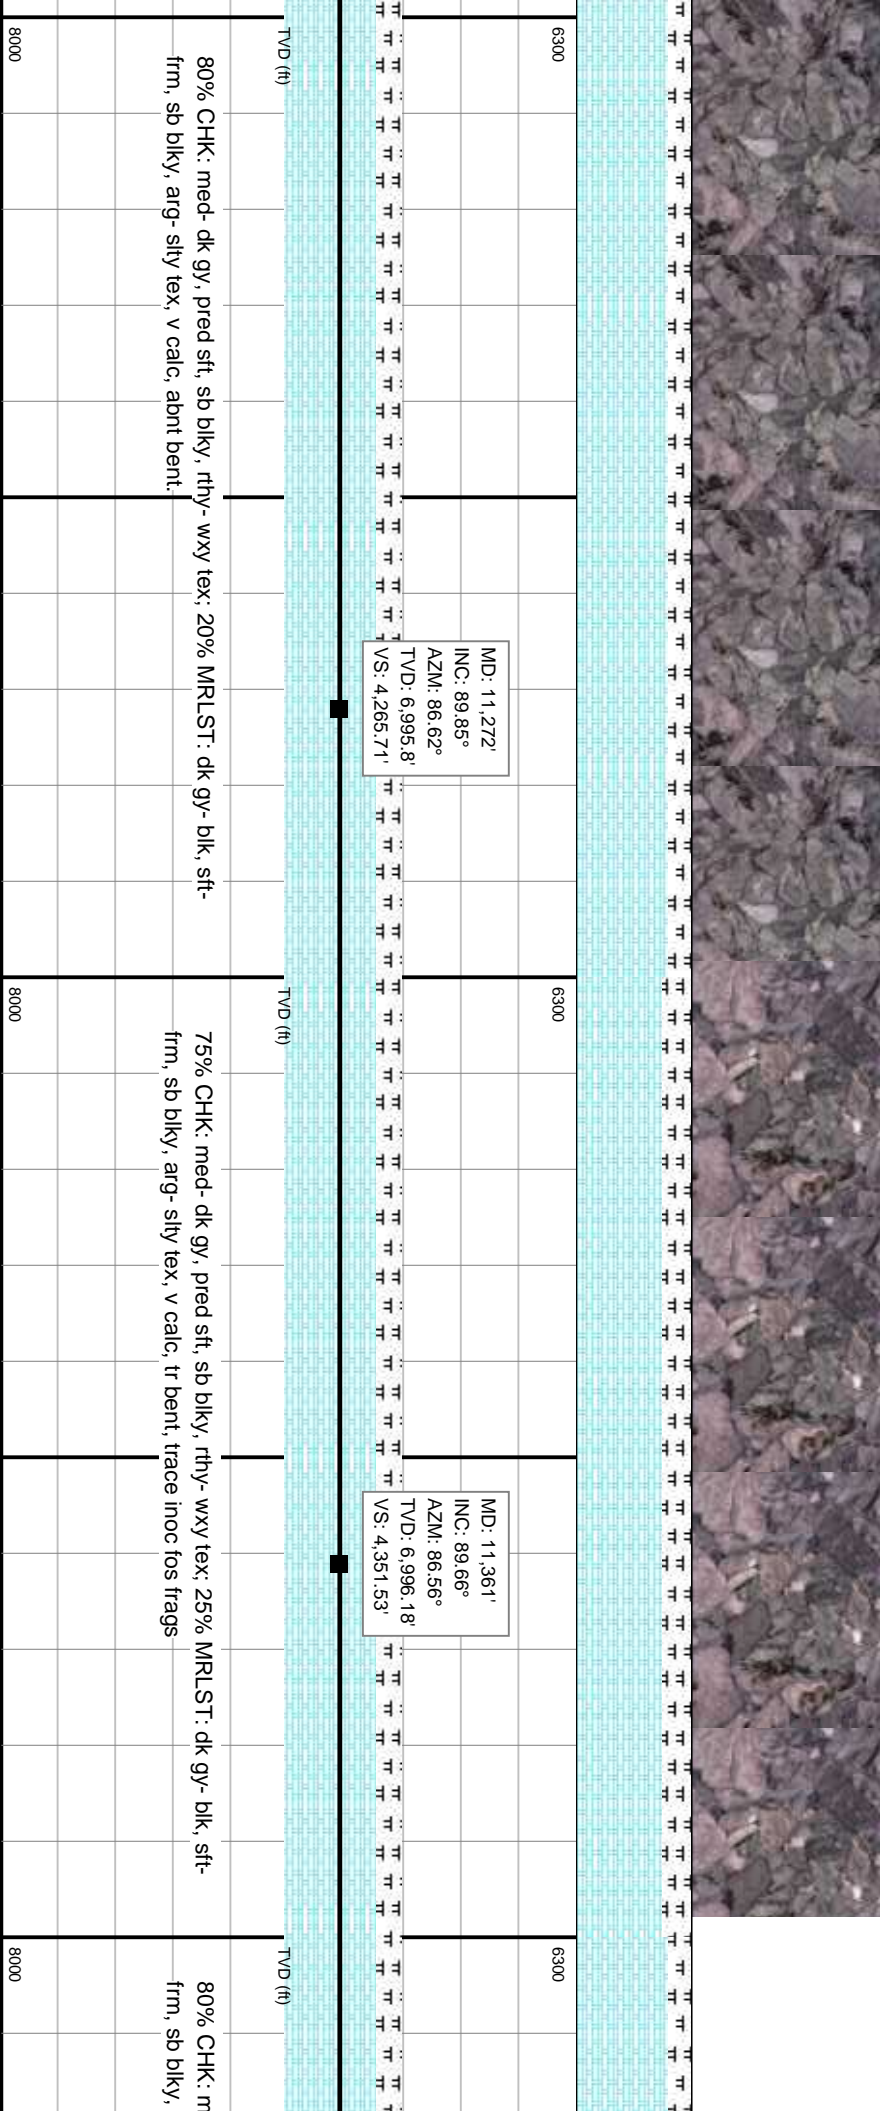 6300
TVD (ft)
8000
80% CHK: med- dk gy, pred sft, sb blky, rthy- wxy tex; 20% MRLST: dk gy- blk, sft-
frm, sb blky, arg- slty tex, v calc, abnt bent.
MD: 11,272'
INC: 89.85°
AZM: 86.62°
TVD: 6,995.8'
VS: 4,265.71'
6300
TVD (ft)
8000
75% CHK: med- dk gy, pred sft, sb blky, rthy- wxy tex; 25% MRLST: dk gy- blk, sft-
frm, sb blky, arg- slty tex, v calc, tr bent, trace inoc fos frags
MD: 11,361'
INC: 89.66°
AZM: 86.56°
TVD: 6,996.18'
VS: 4,351.53'
6300
TVD (ft)
8000
80% CHK: m
frm, sb blky,